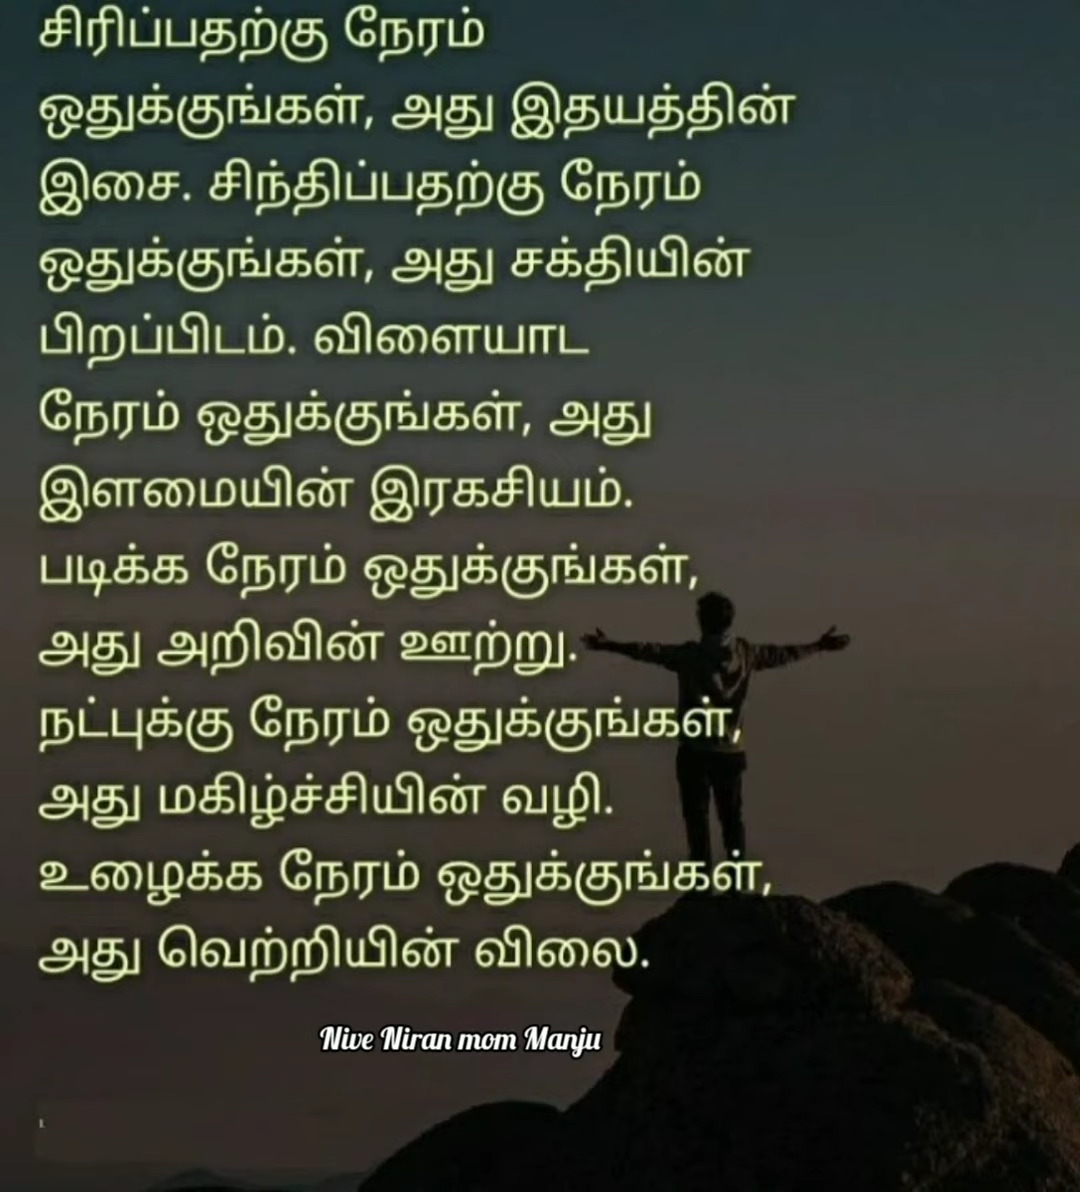 சிரிப்பதற்கு நேரம்
ஒதுக்குங்கள், அது இதயத்தின்
இசை. சிந்திப்பதற்கு நேரம்
ஒதுக்குங்கள், அது சக்தியின்
பிறப்பிடம். விளையாட
நேரம் ஒதுக்குங்கள், அது
இளமையின் இரகசியம்.
படிக்க நேரம் ஒதுக்குங்கள்,
அது அறிவின் ஊற்று.
நட்புக்கு நேரம் ஒதுக்குங்கள்,
அது மகிழ்ச்சியின் வழி.
உழைக்க நேரம் ஒதுக்குங்கள்,
அது வெற்றியின் விலை.
Nive Niran mom Manju